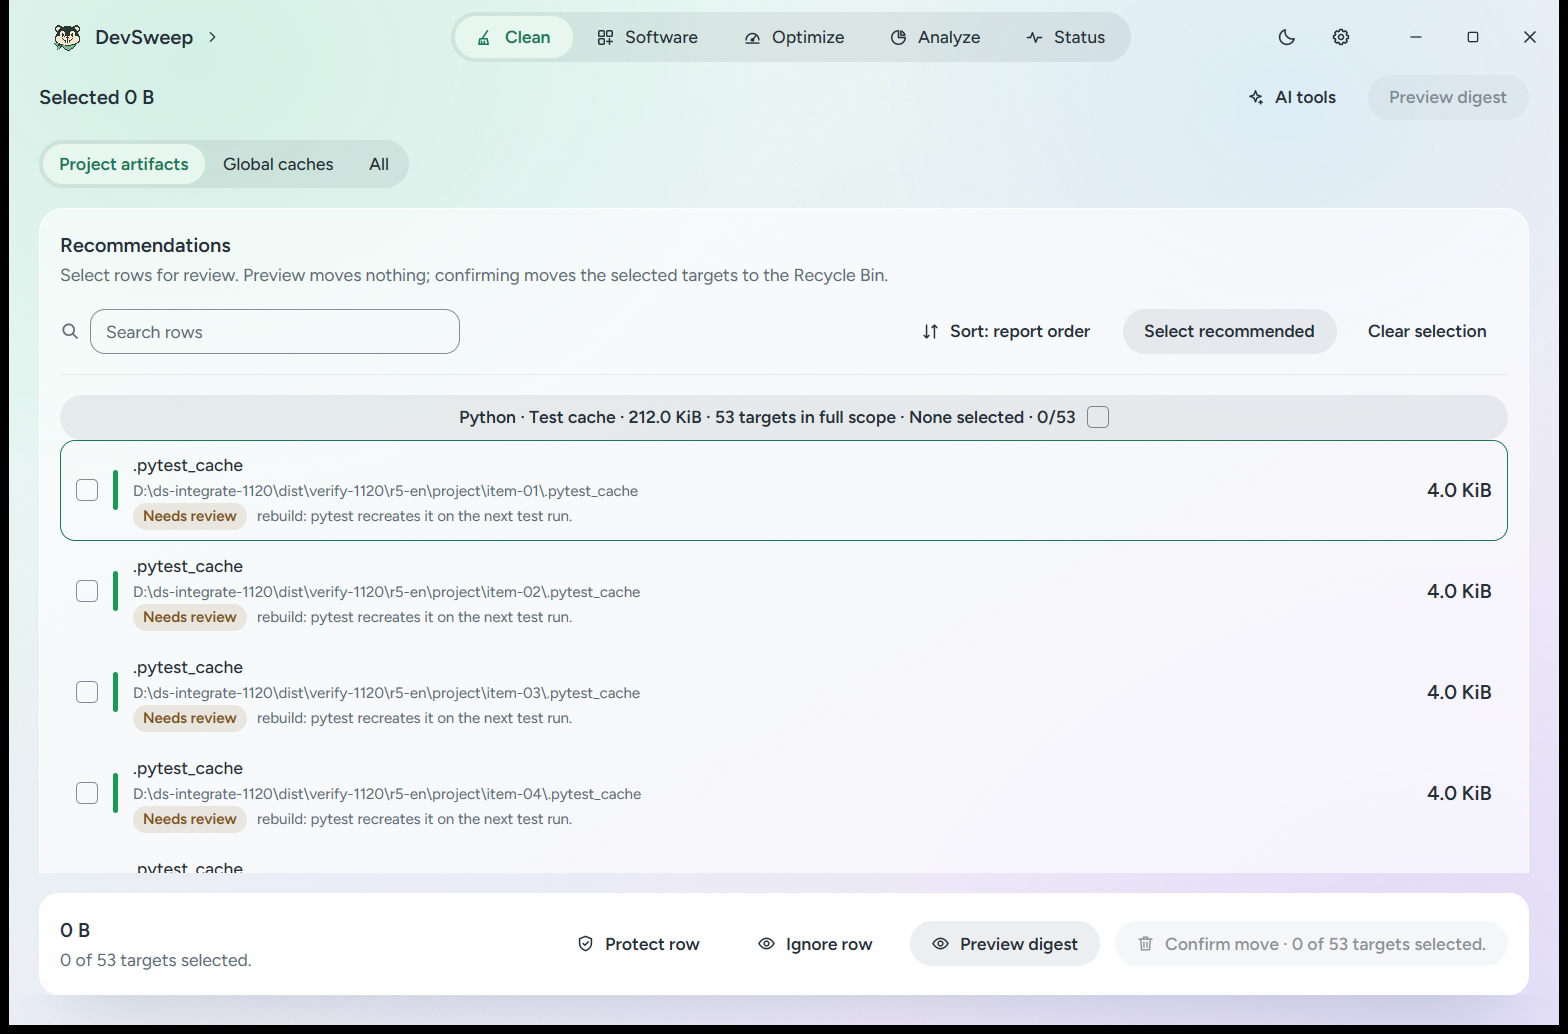 DevSweep
Clean
Software
Optimize
Analyze
Status
Selected 0 B
AI tools
Preview digest
Project artifacts
Global caches
All
Recommendations
Select rows for review. Preview moves nothing; confirming moves the selected targets to the Recycle Bin.
Search rows
Sort: report order
Select recommended
Clear selection
Python · Test cache · 212.0 KiB · 53 targets in full scope · None selected · 0/53
.pytest_cache
D:\ds-integrate-1120\dist\verify-1120\r5-en\project\item-01\.pytest_cache
4.0 KiB
Needs review rebuild: pytest recreates it on the next test run.
.pytest_cache
D:\ds-integrate-1120\dist\verify-1120\r5-en\project\item-02\.pytest_cache
4.0 KiB
Needs review rebuild: pytest recreates it on the next test run.
.pytest_cache
D:\ds-integrate-1120\dist\verify-1120\r5-en\project\item-03\.pytest_cache
4.0 KiB
Needs review rebuild: pytest recreates it on the next test run.
.pytest_cache
D:\ds-integrate-1120\dist\verify-1120\r5-en\project\item-04\.pytest_cache
4.0 KiB
Needs review rebuild: pytest recreates it on the next test run.
.pytest_cache
0 B
0 of 53 targets selected.
Protect row
Ignore row
Preview digest
Confirm move · 0 of 53 targets selected.